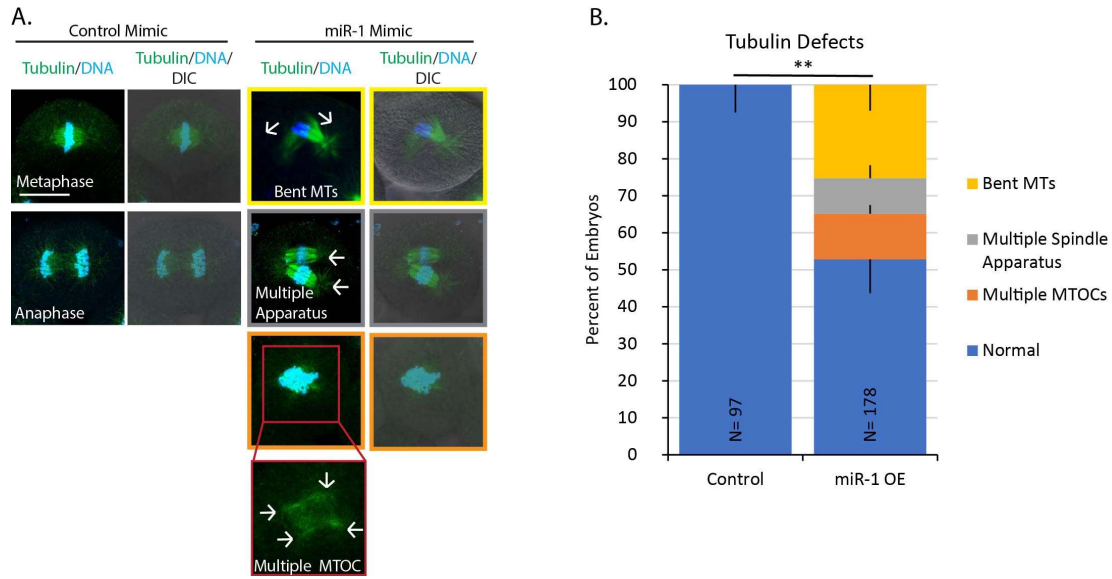 A.
Control Mimic
miR-1 Mimic
Tubulin/DNA
Tubulin/DNA/
DIC
Tubulin/DNA
Tubulin/DNA/
DIC
Metaphase
Bent MTs
Anaphase
Multiple
Apparatus
Multiple MTOC
B.
Tubulin Defects
**
Percent of Embryos
100
90
80
70
60
50
40
30
20
10
0
N= 97
N= 178
Control
miR-1 OE
Bent MTs
Multiple Spindle
Apparatus
Multiple MTOCs
Normal